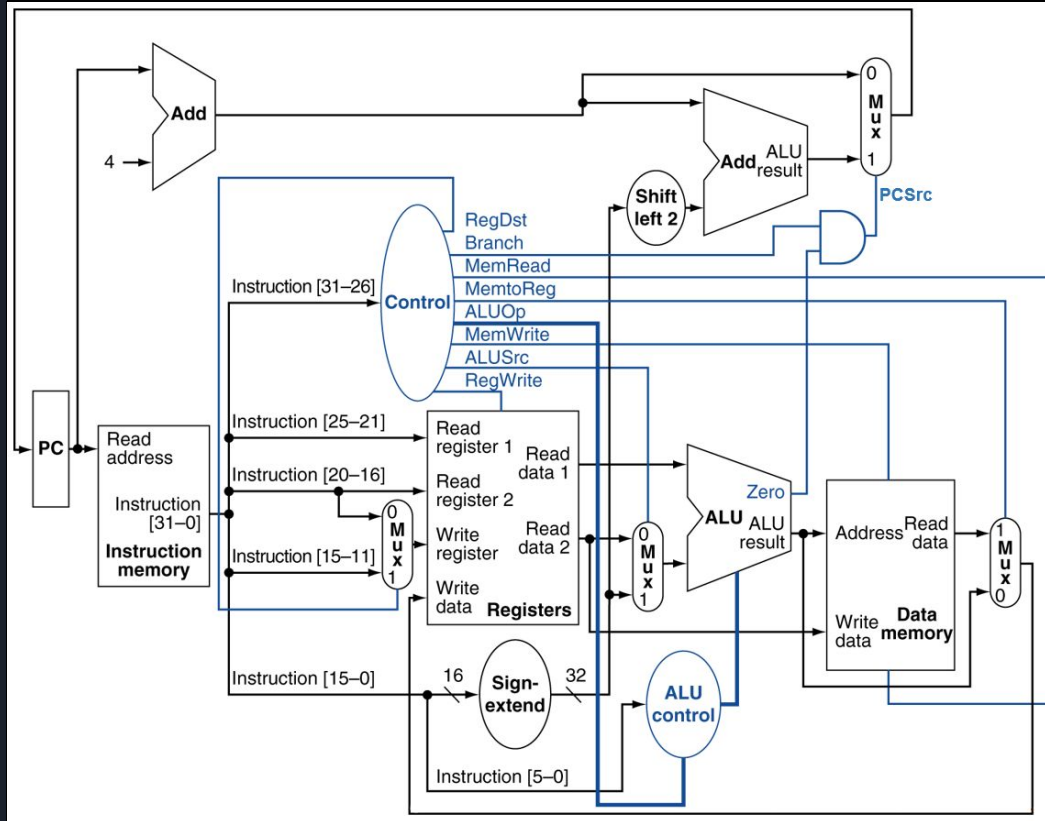 Add
4
0
Mux
1
Add
ALU
result
Shift
left 2
PCSrc
RegDst
Branch
MemRead
MemtoReg
ALUOp
MemWrite
ALUSrc
RegWrite
Control
Instruction [31–26]
PC
Read
address
Instruction
[31–0]
Instruction
memory
Instruction [25–21]
Instruction [20–16]
Instruction [15–11]
Instruction [15–0]
0
Mux
1
Read
register 1
Read
register 2
Write
register
Write
data
Read
data 1
Read
data 2
Registers
0
Mux
1
Zero
ALU
ALU
result
Address
Read
data
Write
data
Data
memory
1
Mux
0
16
Sign-
extend
32
ALU
control
Instruction [5–0]